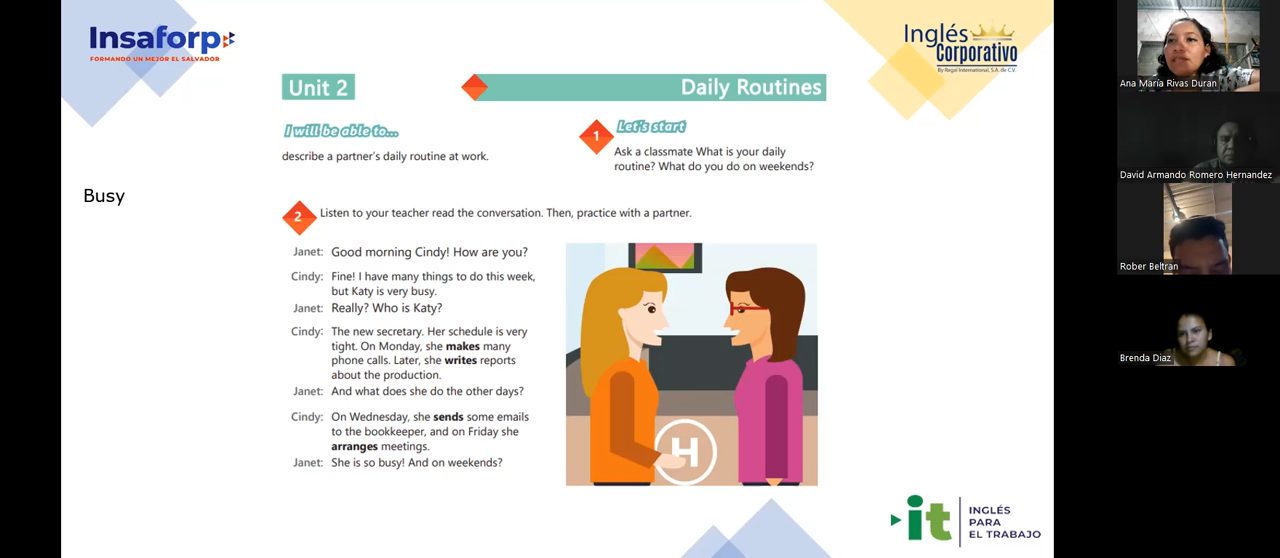 Insaforp
FORMANDO UN MEJOR EL SALVADOR
Inglés
Corporativo
By Regal International, S.A. de C.V.
Unit 2
Daily Routines
I will be able to...
describe a partner's daily routine at work.
1
Let's start
Ask a classmate What is your daily
routine? What do you do on weekends?
Busy
2
Listen to your teacher read the conversation. Then, practice with a partner.
Janet: Good morning Cindy! How are you?
Cindy: Fine! I have many things to do this week,
but Katy is very busy.
Janet: Really? Who is Katy?
Cindy: The new secretary. Her schedule is very
tight. On Monday, she makes many
phone calls. Later, she writes reports
about the production.
Janet: And what does she do the other days?
Cindy: On Wednesday, she sends some emails
to the bookkeeper, and on Friday she
arranges meetings.
Janet: She is so busy! And on weekends?
H
it
INGLÉS
PARA
EL TRABAJO
Ana María Rivas Duran
David Armando Romero Hernandez
Rober Beltran
Brenda Diaz